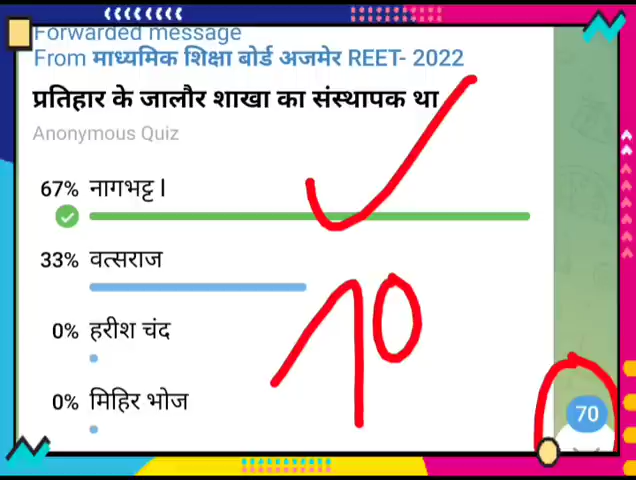 Forwarded message
From माध्यमिक शिक्षा बोर्ड अजमेर REET- 2022
प्रतिहार के जालौर शाखा का संस्थापक था
Anonymous Quiz
67% नागभट्ट I
33% वत्सराज
10
0% हरीश चंद
0% मिहिर भोज
70